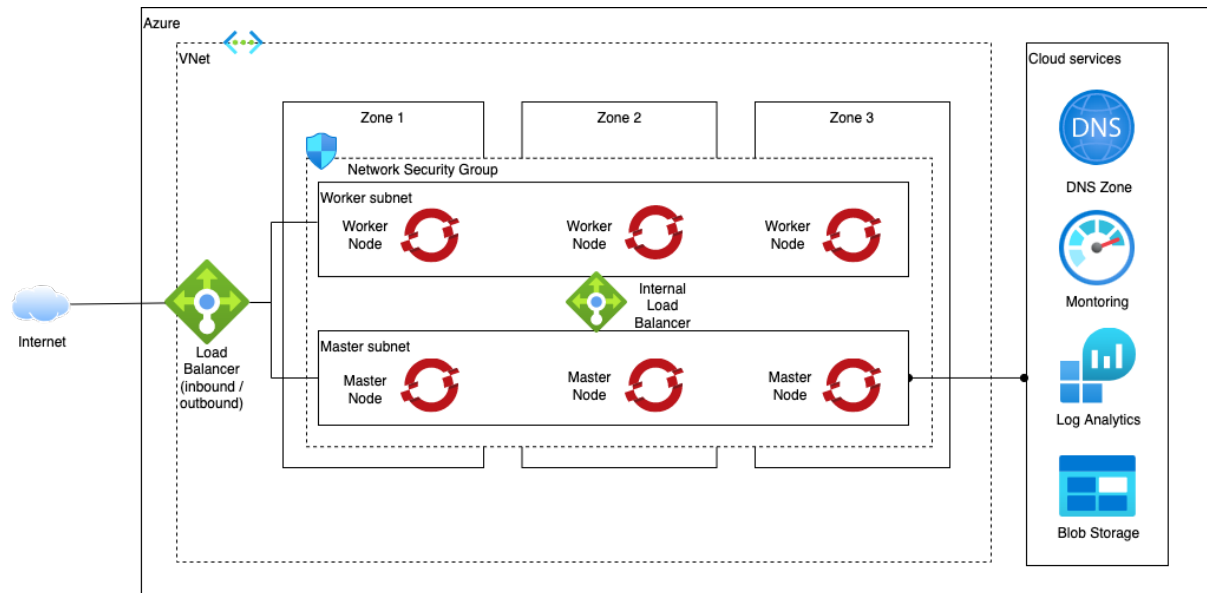 Azure
VNet
Cloud services
Zone 1
Zone 2
Zone 3
Network Security Group
Worker subnet
Worker
Node
Worker
Node
Worker
Node
Internal
Load
Balancer
Internet
Load
Balancer
(inbound /
outbound)
Master subnet
Master
Node
Master
Node
Master
Node
DNS
DNS Zone
Montoring
Log Analytics
Blob Storage